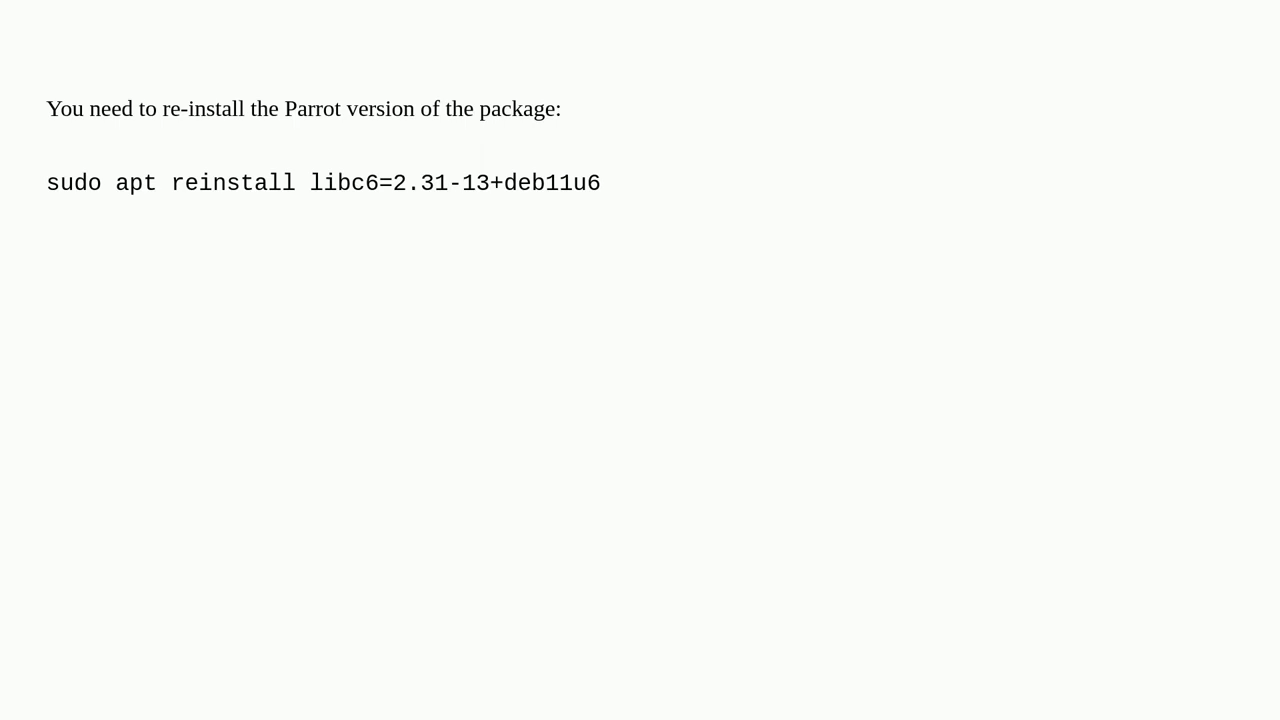 You need to re-install the Parrot version of the package:
sudo apt reinstall libc6=2.31-13+deb11u6